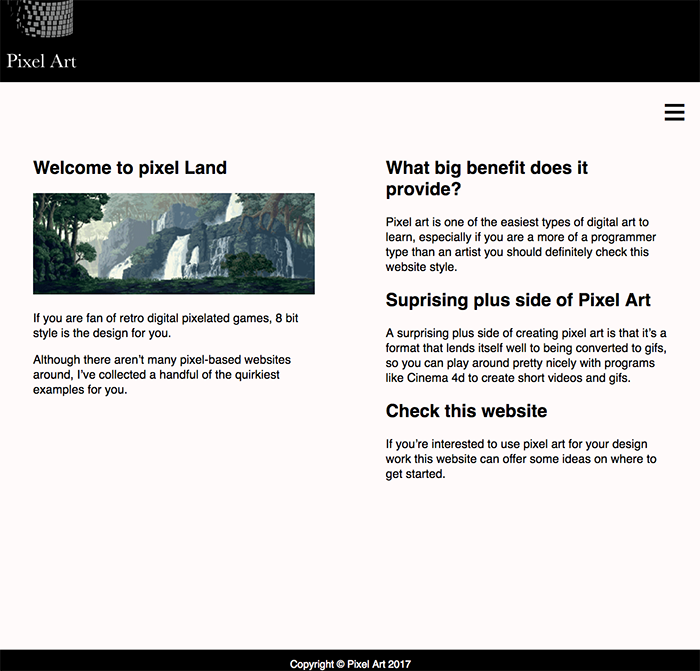 Pixel Art
Welcome to pixel Land
If you are fan of retro digital pixelated games, 8 bit
style is the design for you.
Although there aren’t many pixel-based websites
around, I’ve collected a handful of the quirkiest
examples for you.
What big benefit does it
provide?
Pixel art is one of the easiest types of digital art to
learn, especially if you are a more of a programmer
type than an artist you should definitely check this
website style.
Suprising plus side of Pixel Art
A surprising plus side of creating pixel art is that it’s a
format that lends itself well to being converted to gifs,
so you can play around pretty nicely with programs
like Cinema 4d to create short videos and gifs.
Check this website
If you’re interested to use pixel art for your design
work this website can offer some ideas on where to
get started.
Copyright © Pixel Art 2017